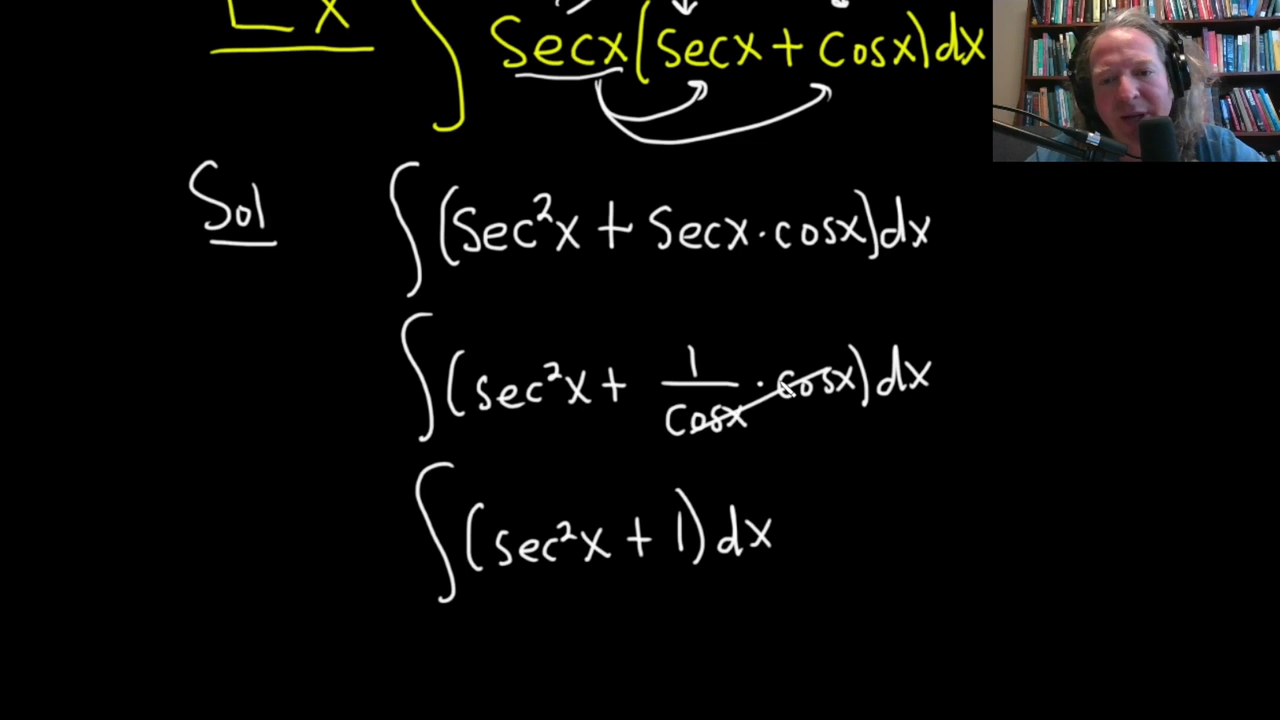 Ex ∫ Secx(secx + cosx)dx
Sol ∫(sec²x + secx·cosx)dx
∫(sec²x + 1/cosx · cosx)dx
∫(sec²x + 1)dx